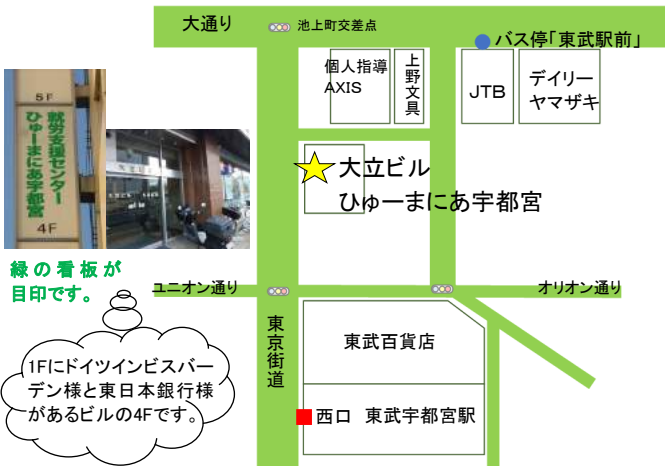 大通り
池上町交差点
バス停「東武駅前」
個人指導
AXIS
上野文具
JTB
デイリー
ヤマザキ
5F
就労支援センター
ひゅーまにあ宇都宮
4F
大立ビル
ひゅーまにあ宇都宮
緑の看板が
目印です。
ユニオン通り
オリオン通り
東京街道
東武百貨店
1Fにドイツインビスバー
デン様と東日本銀行様
があるビルの4Fです。
西口 東武宇都宮駅